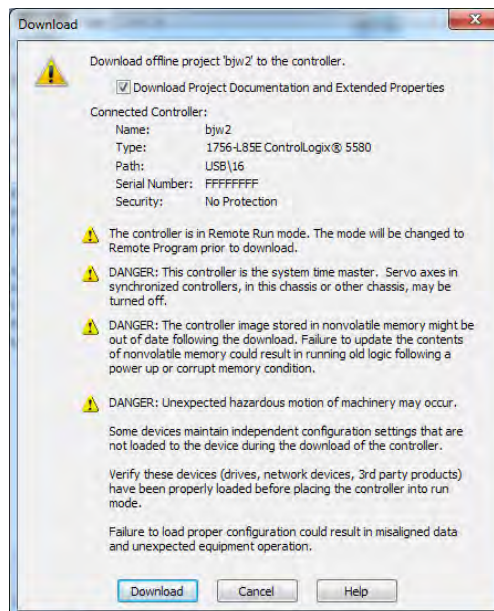 Download
Download offline project 'bjw2' to the controller.
Download Project Documentation and Extended Properties
Connected Controller:
Name: bjw2
Type: 1756-L85E ControlLogix® 5580
Path: USB\16
Serial Number: FFFFFFFF
Security: No Protection
The controller is in Remote Run mode. The mode will be changed to
Remote Program prior to download.
DANGER: This controller is the system time master. Servo axes in
synchronized controllers, in this chassis or other chassis, may be
turned off.
DANGER: The controller image stored in nonvolatile memory might be
out of date following the download. Failure to update the contents
of nonvolatile memory could result in running old logic following a
power up or corrupt memory condition.
DANGER: Unexpected hazardous motion of machinery may occur.
Some devices maintain independent configuration settings that are
not loaded to the device during the download of the controller.
Verify these devices (drives, network devices, 3rd party products)
have been properly loaded before placing the controller into run
mode.
Failure to load proper configuration could result in misaligned data
and unexpected equipment operation.
Download Cancel Help